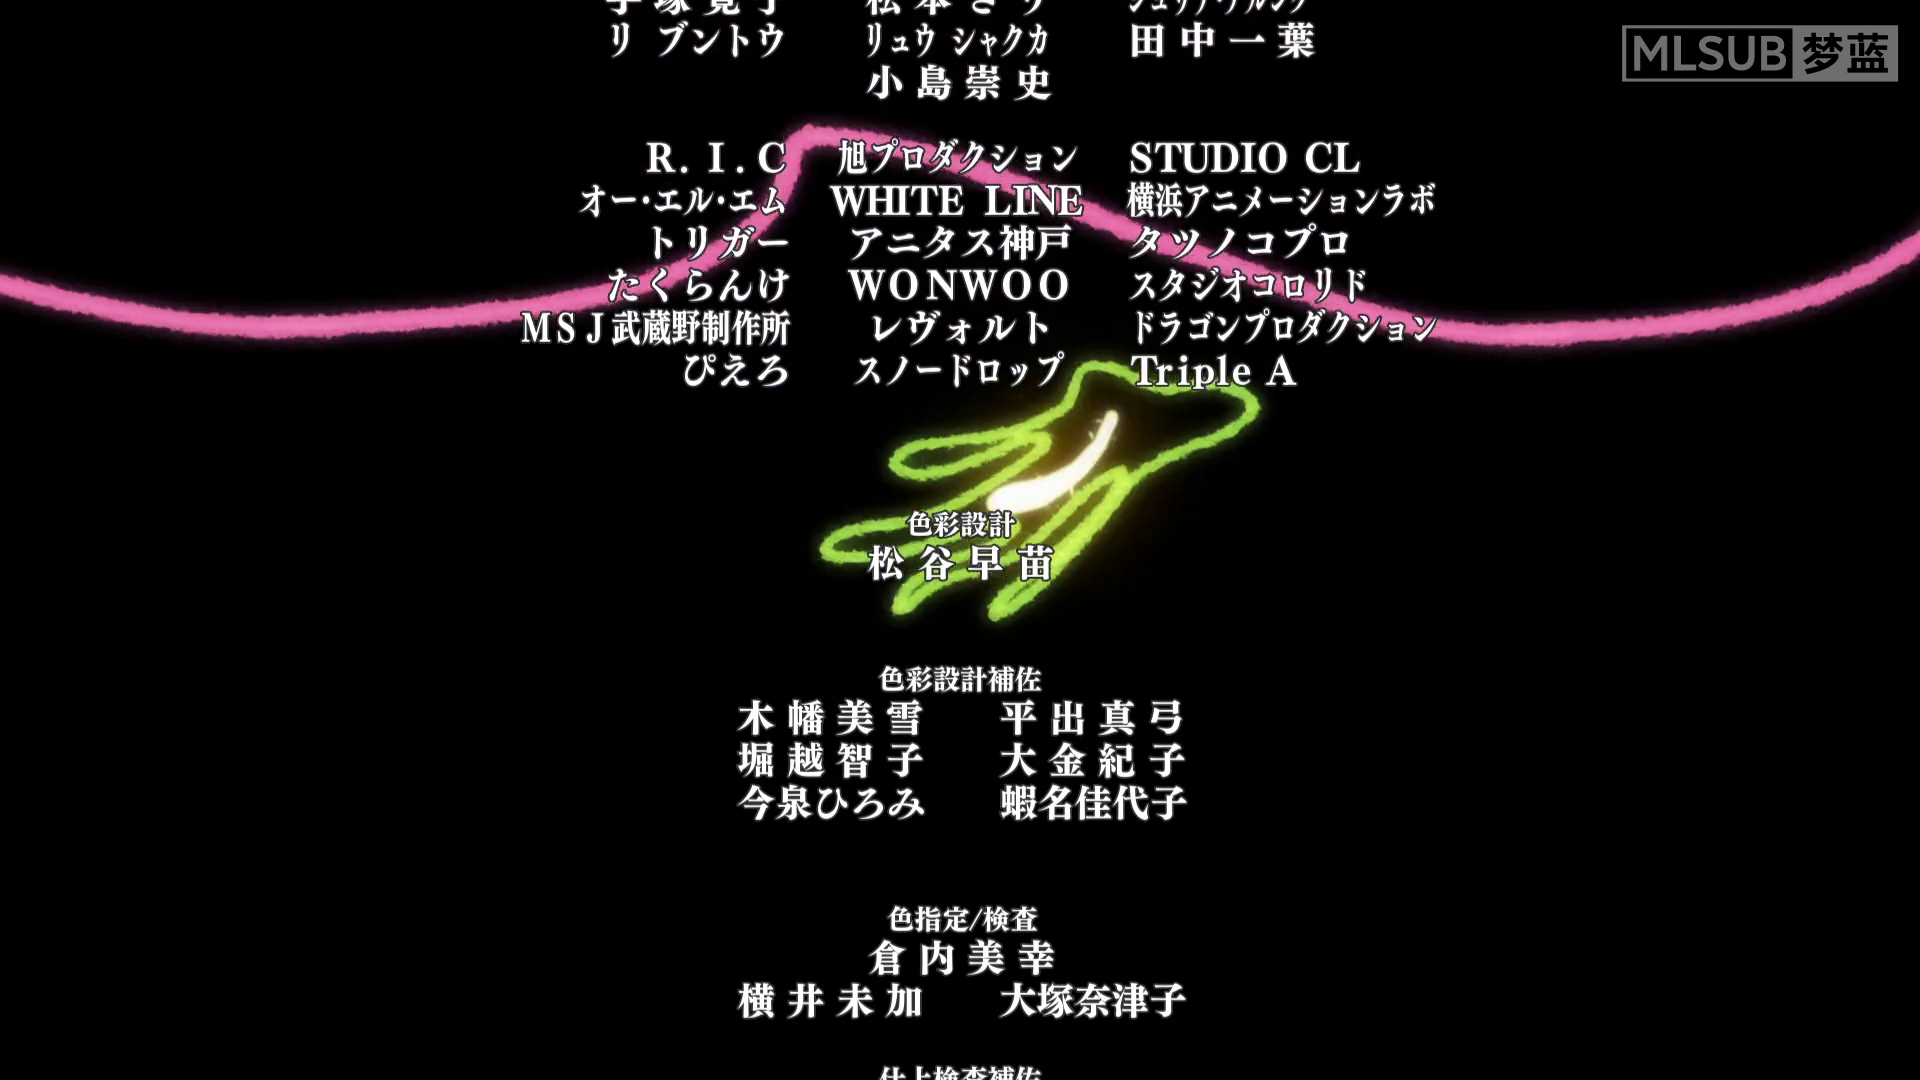 MLSUB 梦蓝
リ ブントウ リュウ シャクカ 田中一葉
小島崇史
R.I.C 旭プロダクション STUDIO CL
オー・エル・エム WHITE LINE 横浜アニメーションラボ
トリガー アニタス神戸 タツノコプロ
たくらんけ WONWOO スタジオコロリド
MSJ武蔵野制作所 レヴォルト ドラゴンプロダクション
ぴえろ スノードロップ Triple A
色彩設計
松谷早苗
色彩設計補佐
木幡美雪 平出真弓
堀越智子 大金紀子
今泉ひろみ 蝦名佳代子
色指定/検査
倉内美幸
横井未加 大塚奈津子
仕上検査補佐